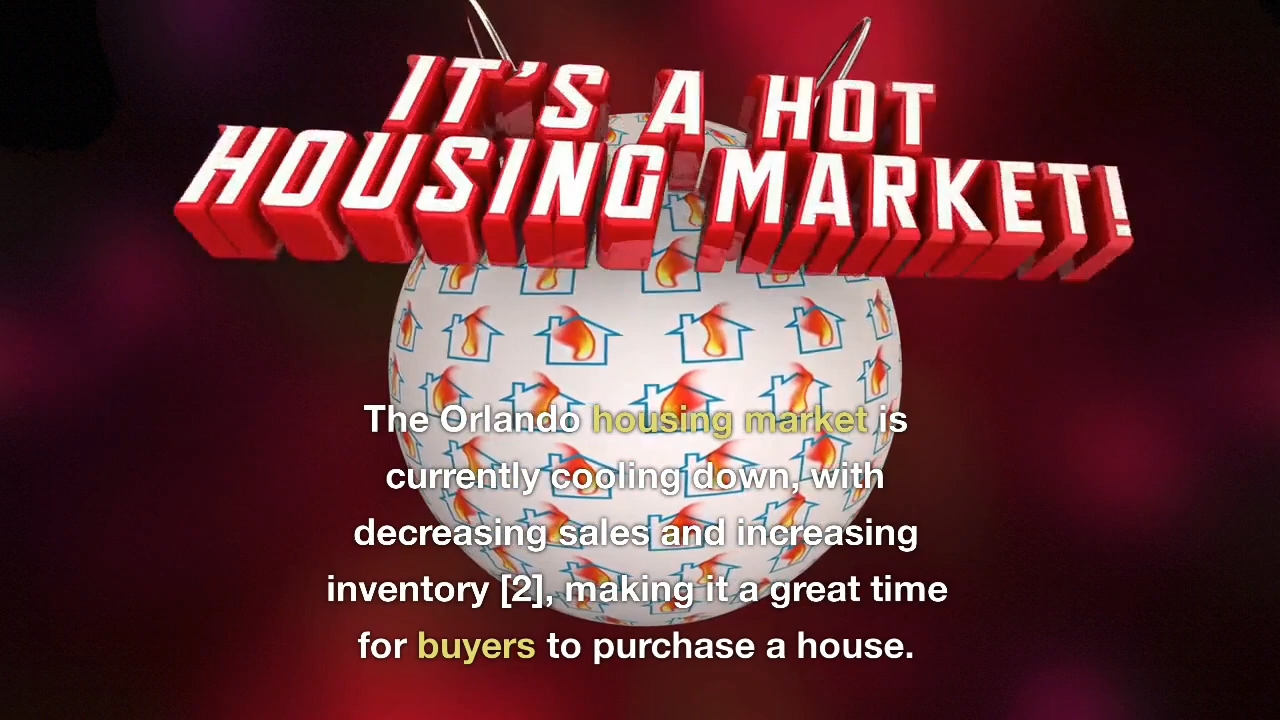 IT'S A HOT
HOUSING MARKET!
The Orlando housing market is
currently cooling down, with
decreasing sales and increasing
inventory [2], making it a great time
for buyers to purchase a house.